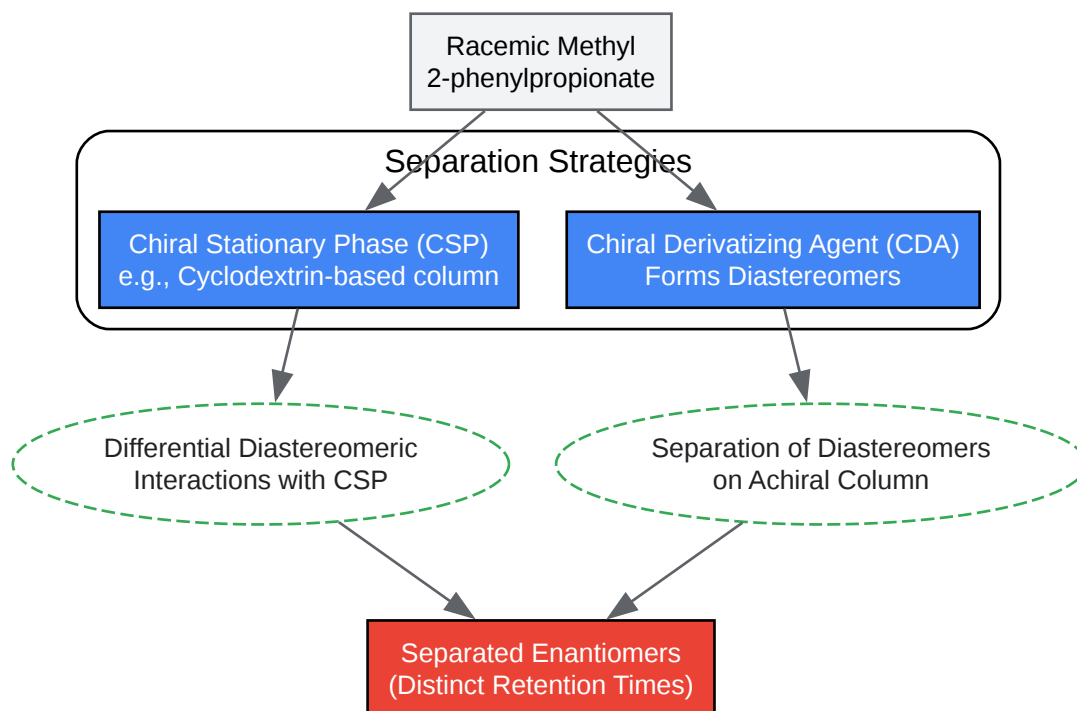 Racemic Methyl
2-phenylpropionate
Separation Strategies
Chiral Stationary Phase (CSP)
e.g., Cyclodextrin-based column
Chiral Derivatizing Agent (CDA)
Forms Diastereomers
Differential Diastereomeric
Interactions with CSP
Separation of Diastereomers
on Achiral Column
Separated Enantiomers
(Distinct Retention Times)